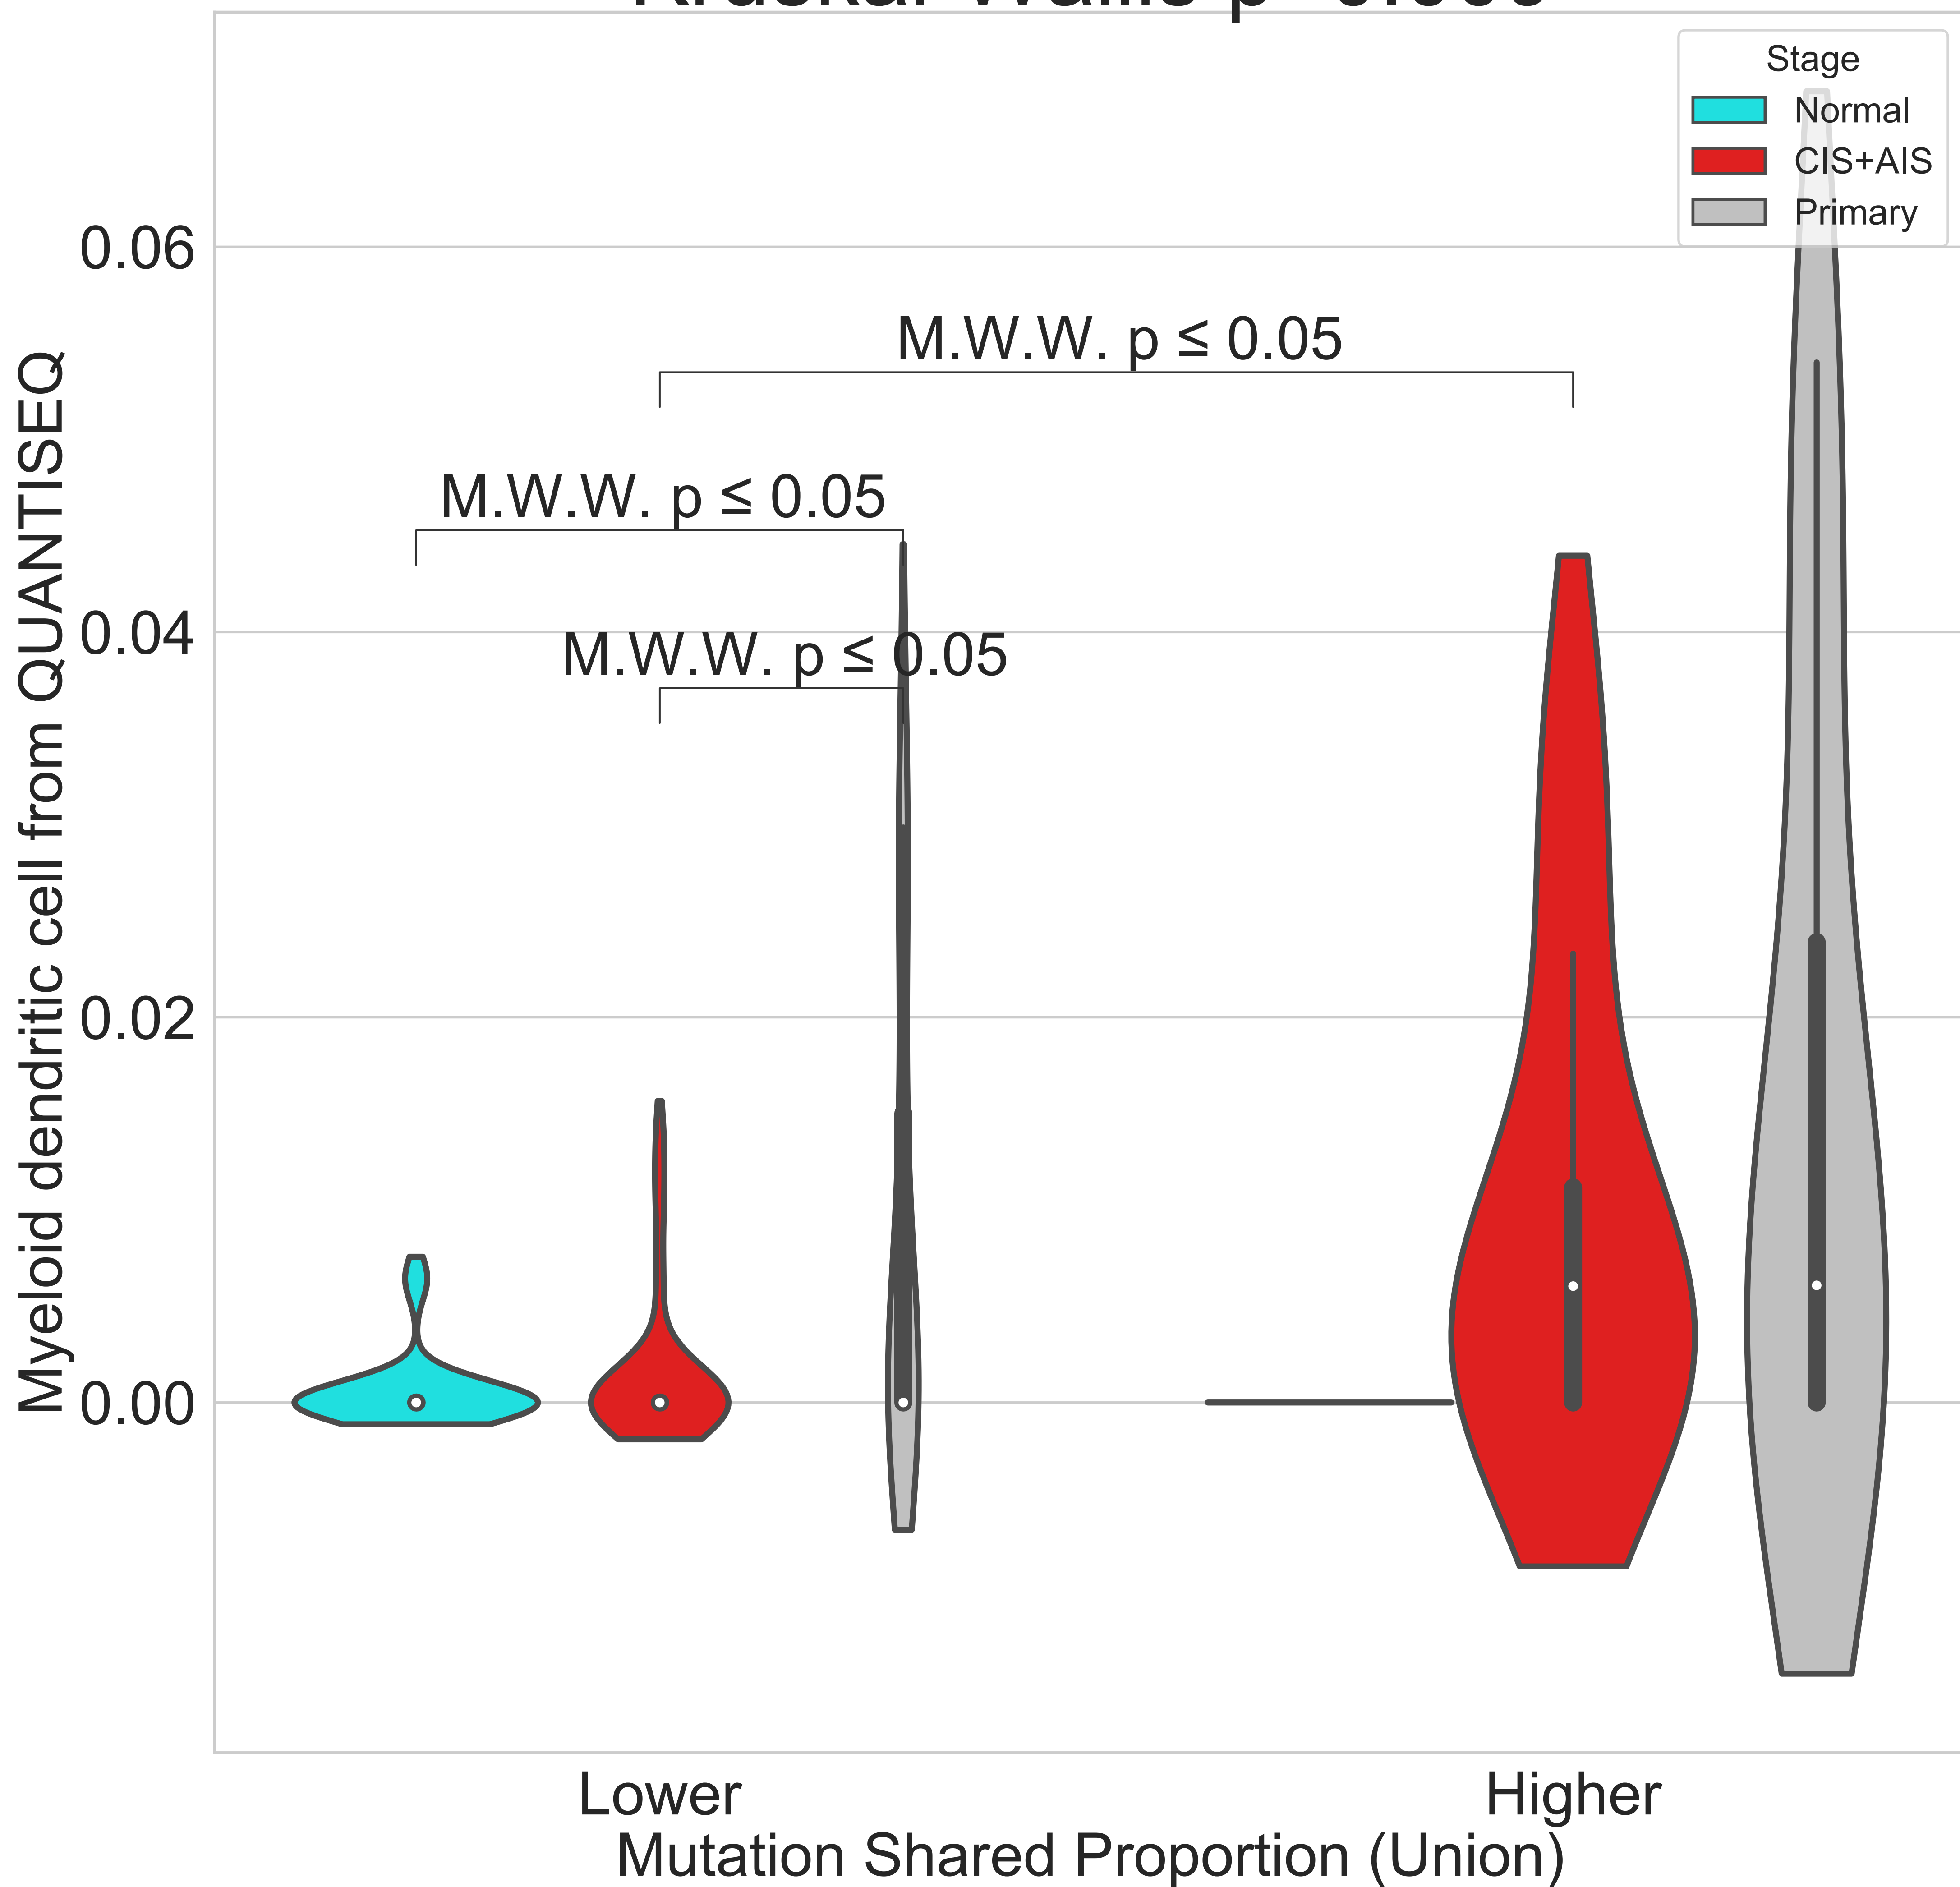 Stage
Normal
CIS+AIS
Primary
0.06
0.04
0.02
0.00
Myeloid dendritic cell from QUANTISEQ
M.W.W. p ≤ 0.05
M.W.W. p ≤ 0.05
M.W.W. p ≤ 0.05
Lower
Higher
Mutation Shared Proportion (Union)